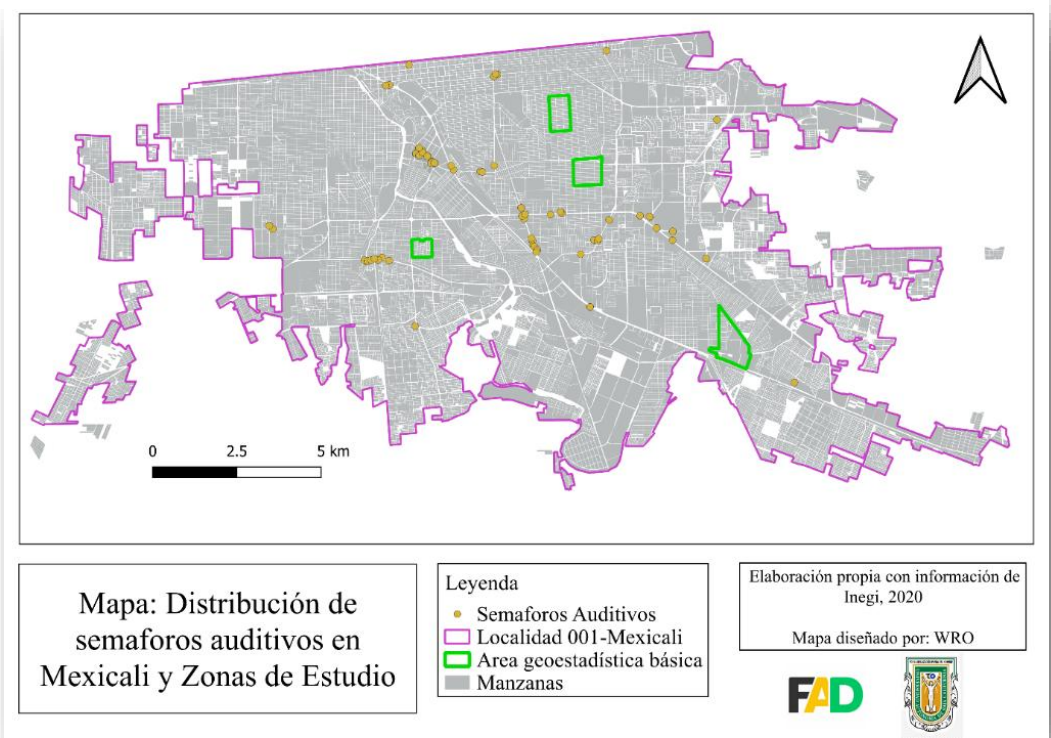 0 2.5 5 km
Mapa: Distribución de
semaforos auditivos en
Mexicali y Zonas de Estudio
Leyenda
Semaforos Auditivos
Localidad 001-Mexicali
Area geoestadística básica
Manzanas
Elaboración propia con información de
Inegi, 2020
Mapa diseñado por: WRO
FAD